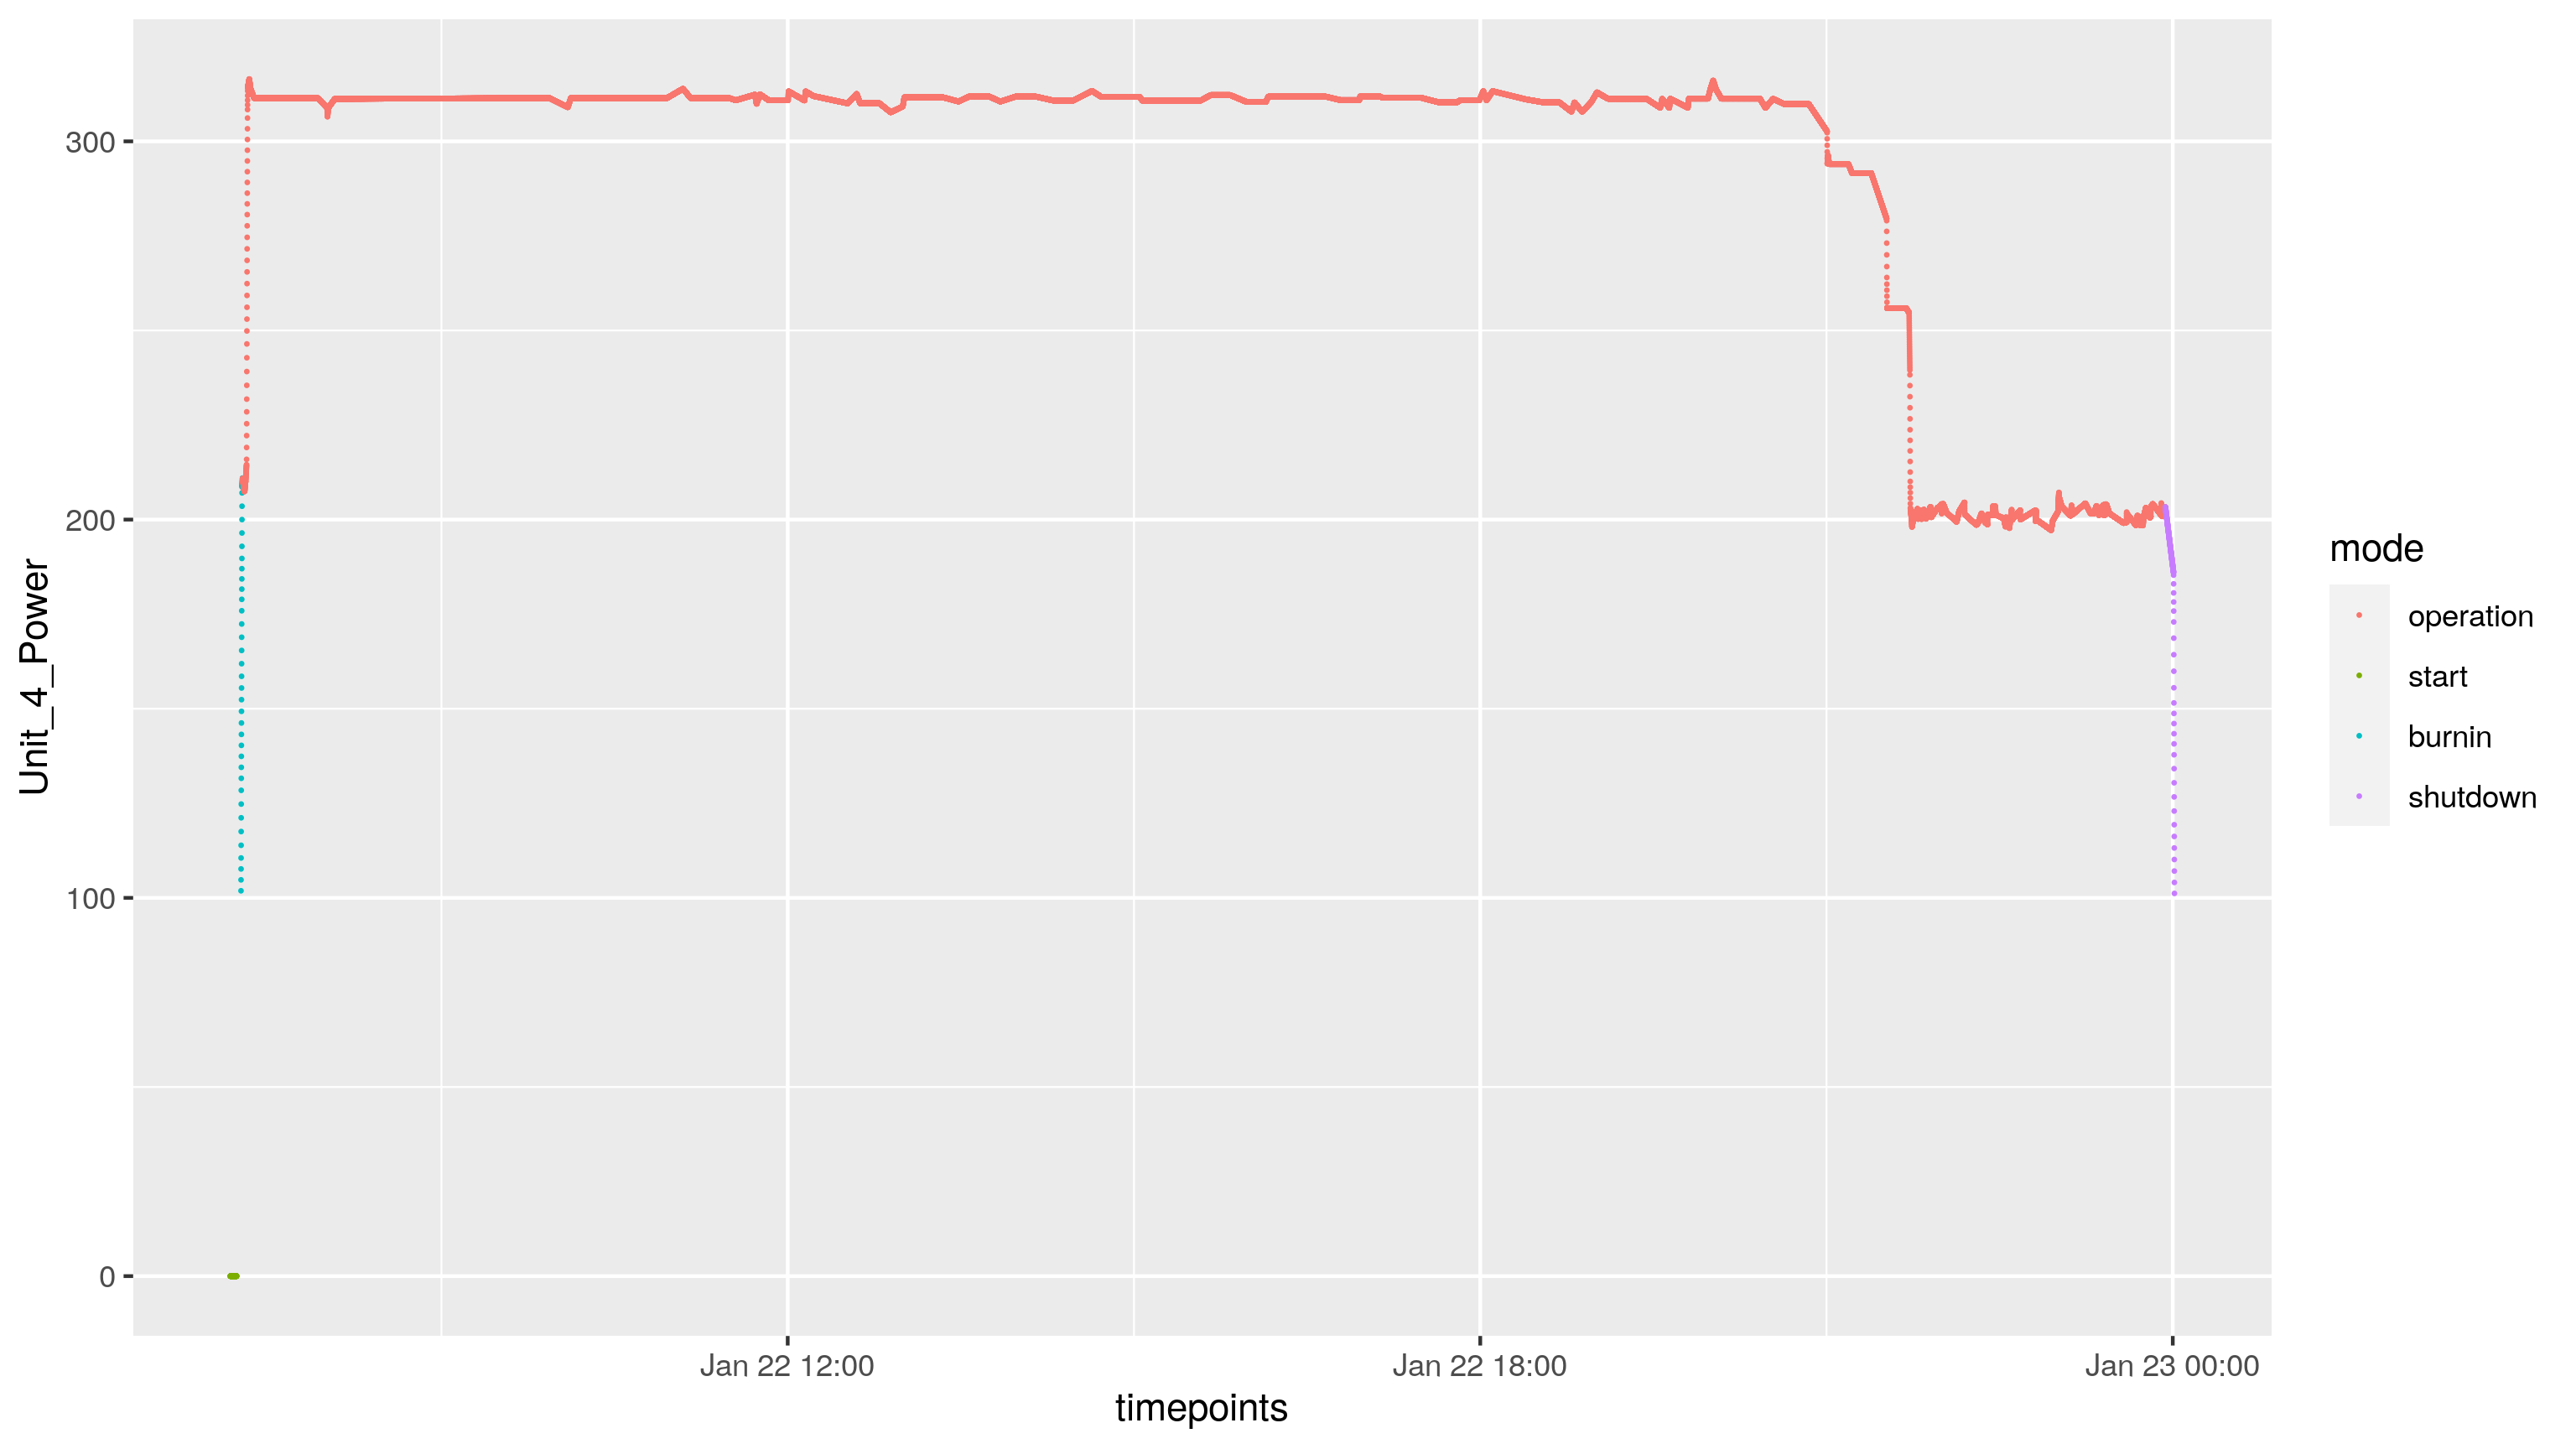 300
200
100
0
Unit_4_Power
Jan 22 12:00
Jan 22 18:00
Jan 23 00:00
timepoints
mode
operation
start
burnin
shutdown